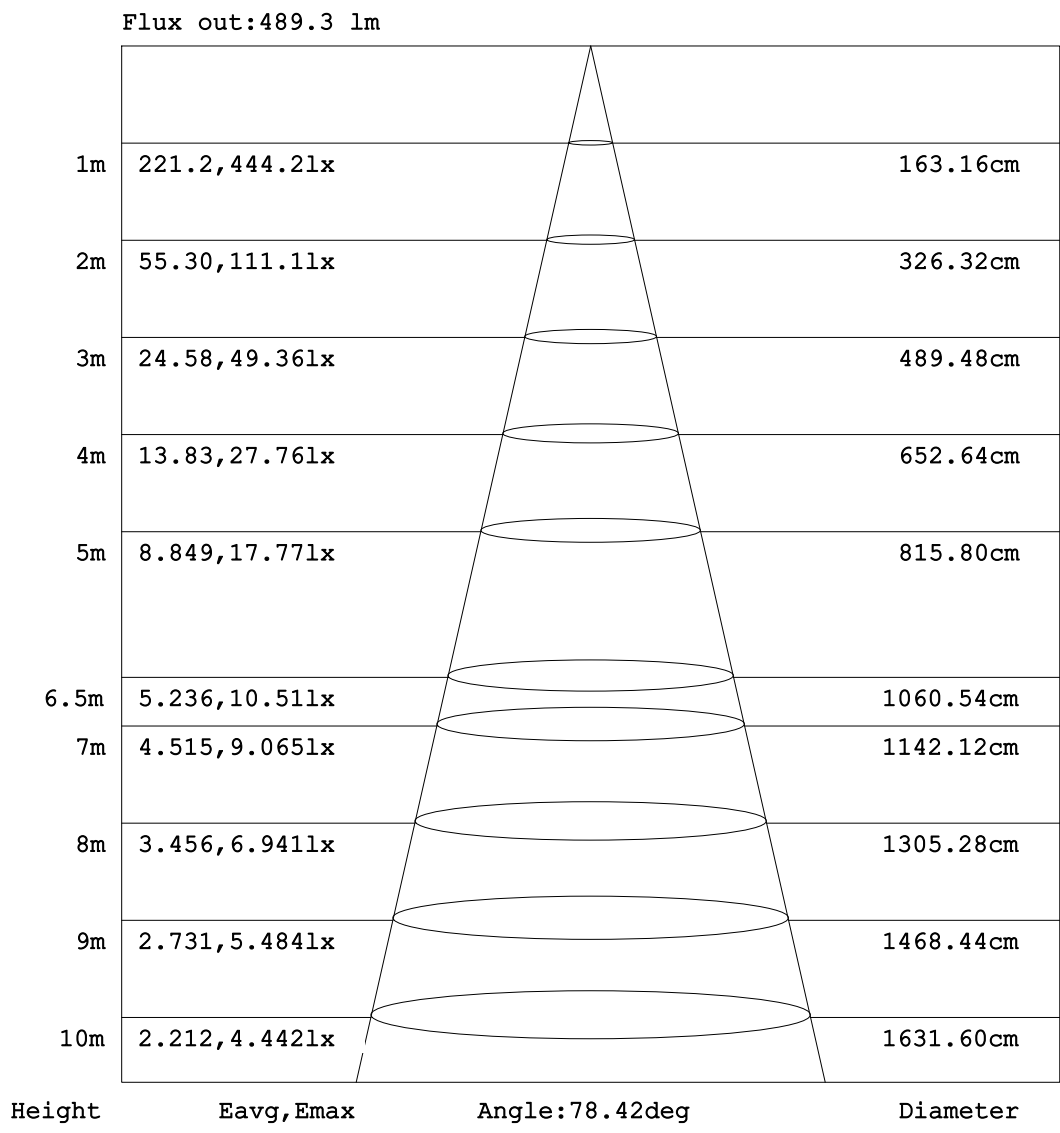 Flux out:489.3 lm
1m 221.2,444.2lx 163.16cm
2m 55.30,111.1lx 326.32cm
3m 24.58,49.36lx 489.48cm
4m 13.83,27.76lx 652.64cm
5m 8.849,17.77lx 815.80cm
6.5m 5.236,10.51lx 1060.54cm
7m 4.515,9.065lx 1142.12cm
8m 3.456,6.941lx 1305.28cm
9m 2.731,5.484lx 1468.44cm
10m 2.212,4.442lx 1631.60cm
Height Eavg,Emax Angle:78.42deg Diameter